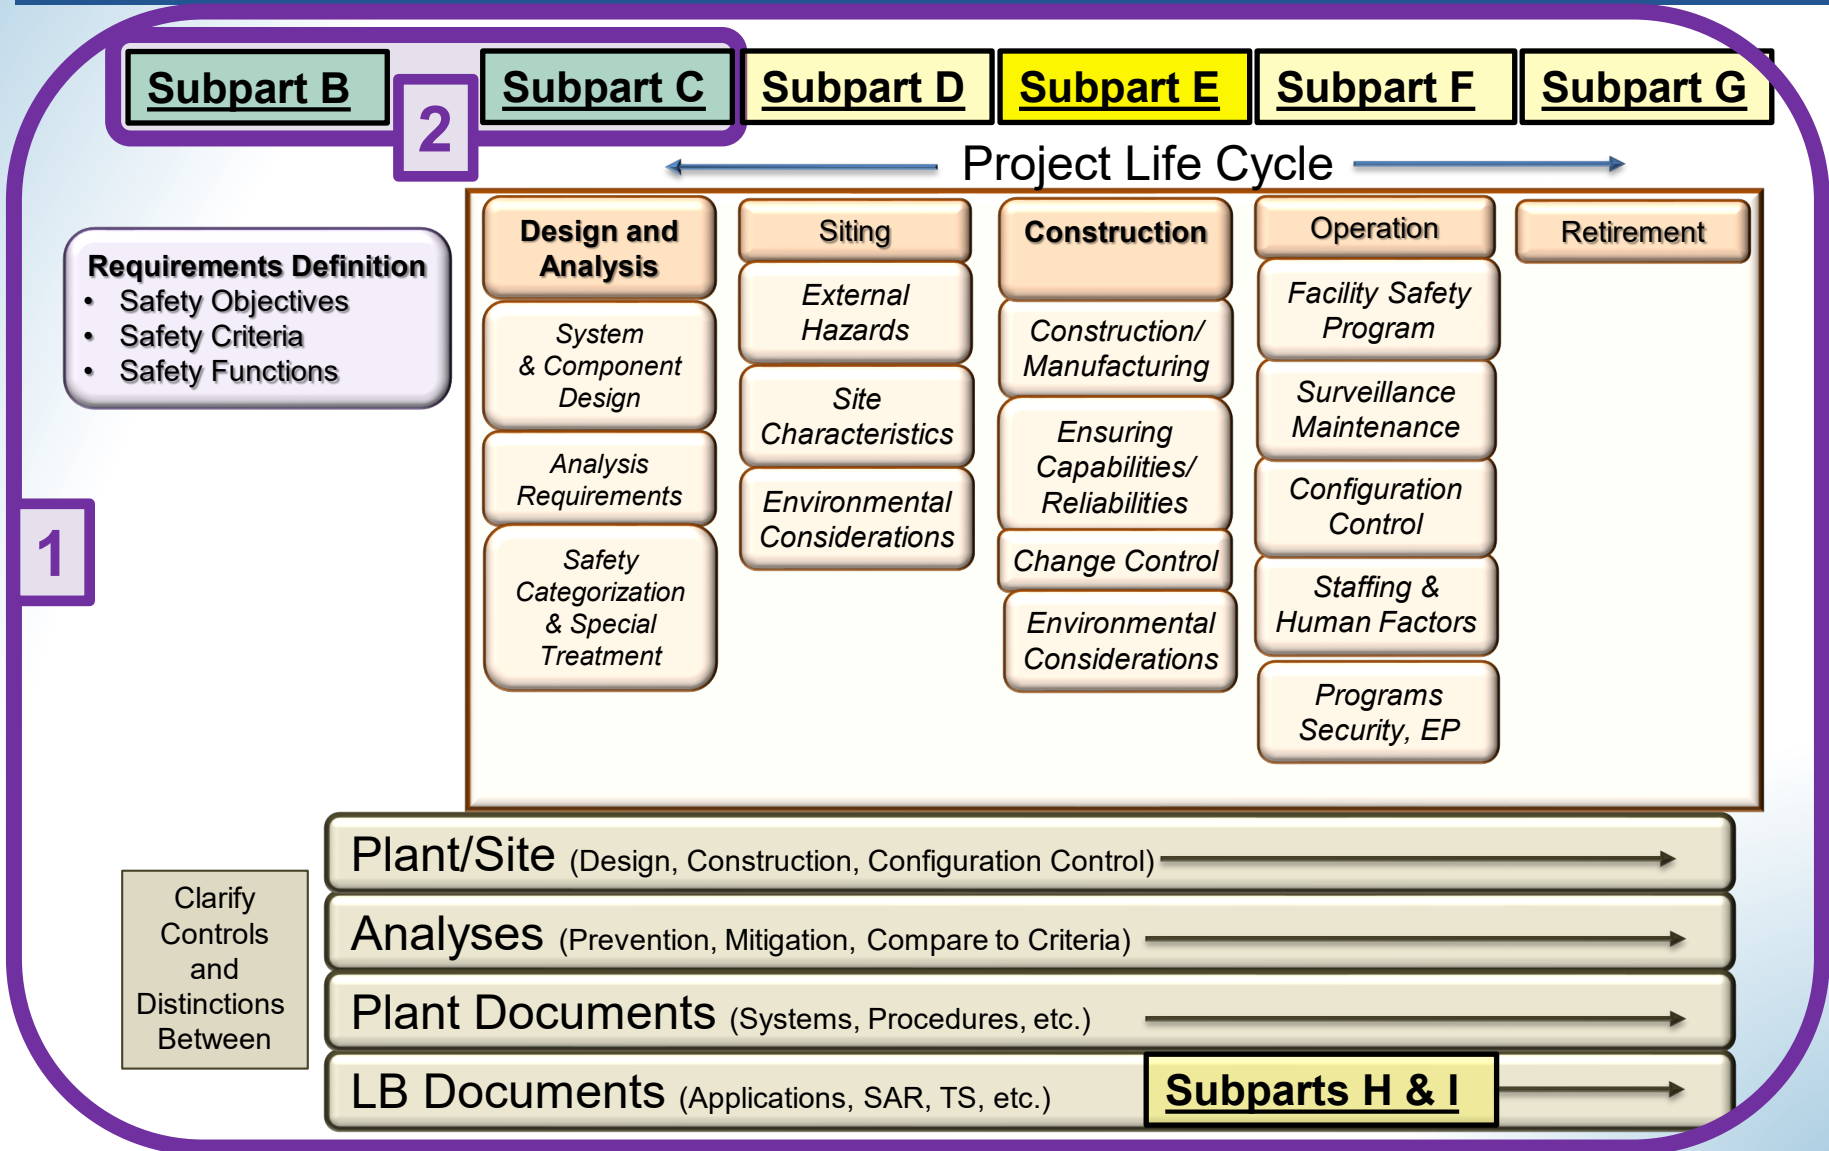 Subpart B
Subpart C
Subpart D
Subpart E
Subpart F
Subpart G
2
Project Life Cycle
Requirements Definition
• Safety Objectives
• Safety Criteria
• Safety Functions
Design and
Analysis
System
& Component
Design
Analysis
Requirements
Safety
Categorization
& Special
Treatment
Siting
External
Hazards
Site
Characteristics
Environmental
Considerations
Construction
Construction/
Manufacturing
Ensuring
Capabilities/
Reliabilities
Change Control
Environmental
Considerations
Operation
Facility Safety
Program
Surveillance
Maintenance
Configuration
Control
Staffing &
Human Factors
Programs
Security, EP
Retirement
1
Clarify
Controls
and
Distinctions
Between
Plant/Site (Design, Construction, Configuration Control)
Analyses (Prevention, Mitigation, Compare to Criteria)
Plant Documents (Systems, Procedures, etc.)
LB Documents (Applications, SAR, TS, etc.)
Subparts H & I